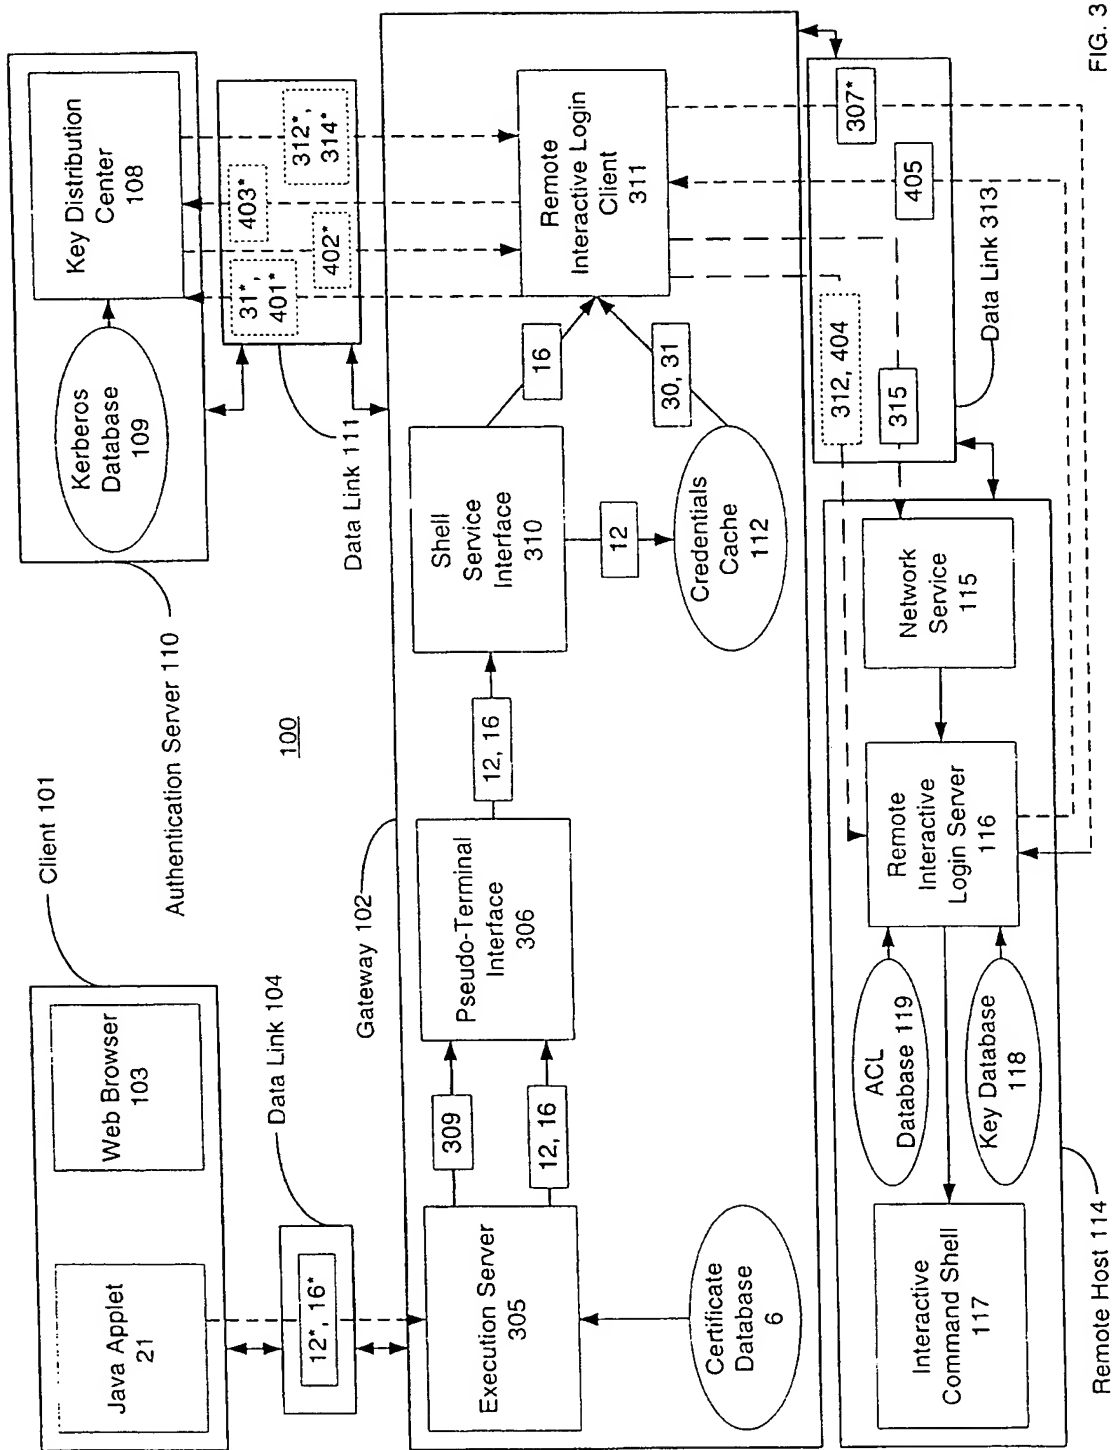 Client 101
Java Applet
21
Web Browser
103
Data Link 104
12*, 16*
Authentication Server 110
Kerberos
Database
109
Key Distribution
Center
108
Data Link 111
31*,
401*
402*
403*
312*,
314*
100
Gateway 102
Execution Server
305
Certificate
Database
6
309
12, 16
Pseudo-Terminal
Interface
306
12, 16
Shell
Service
Interface
310
12
Credentials
Cache
112
16
30, 31
Remote
Interactive Login
Client
311
312, 404
315
405
307*
Data Link 313
Remote Host 114
Interactive
Command Shell
117
ACL
Database 119
Key Database
118
Remote
Interactive
Login Server
116
Network
Service
115
FIG. 3